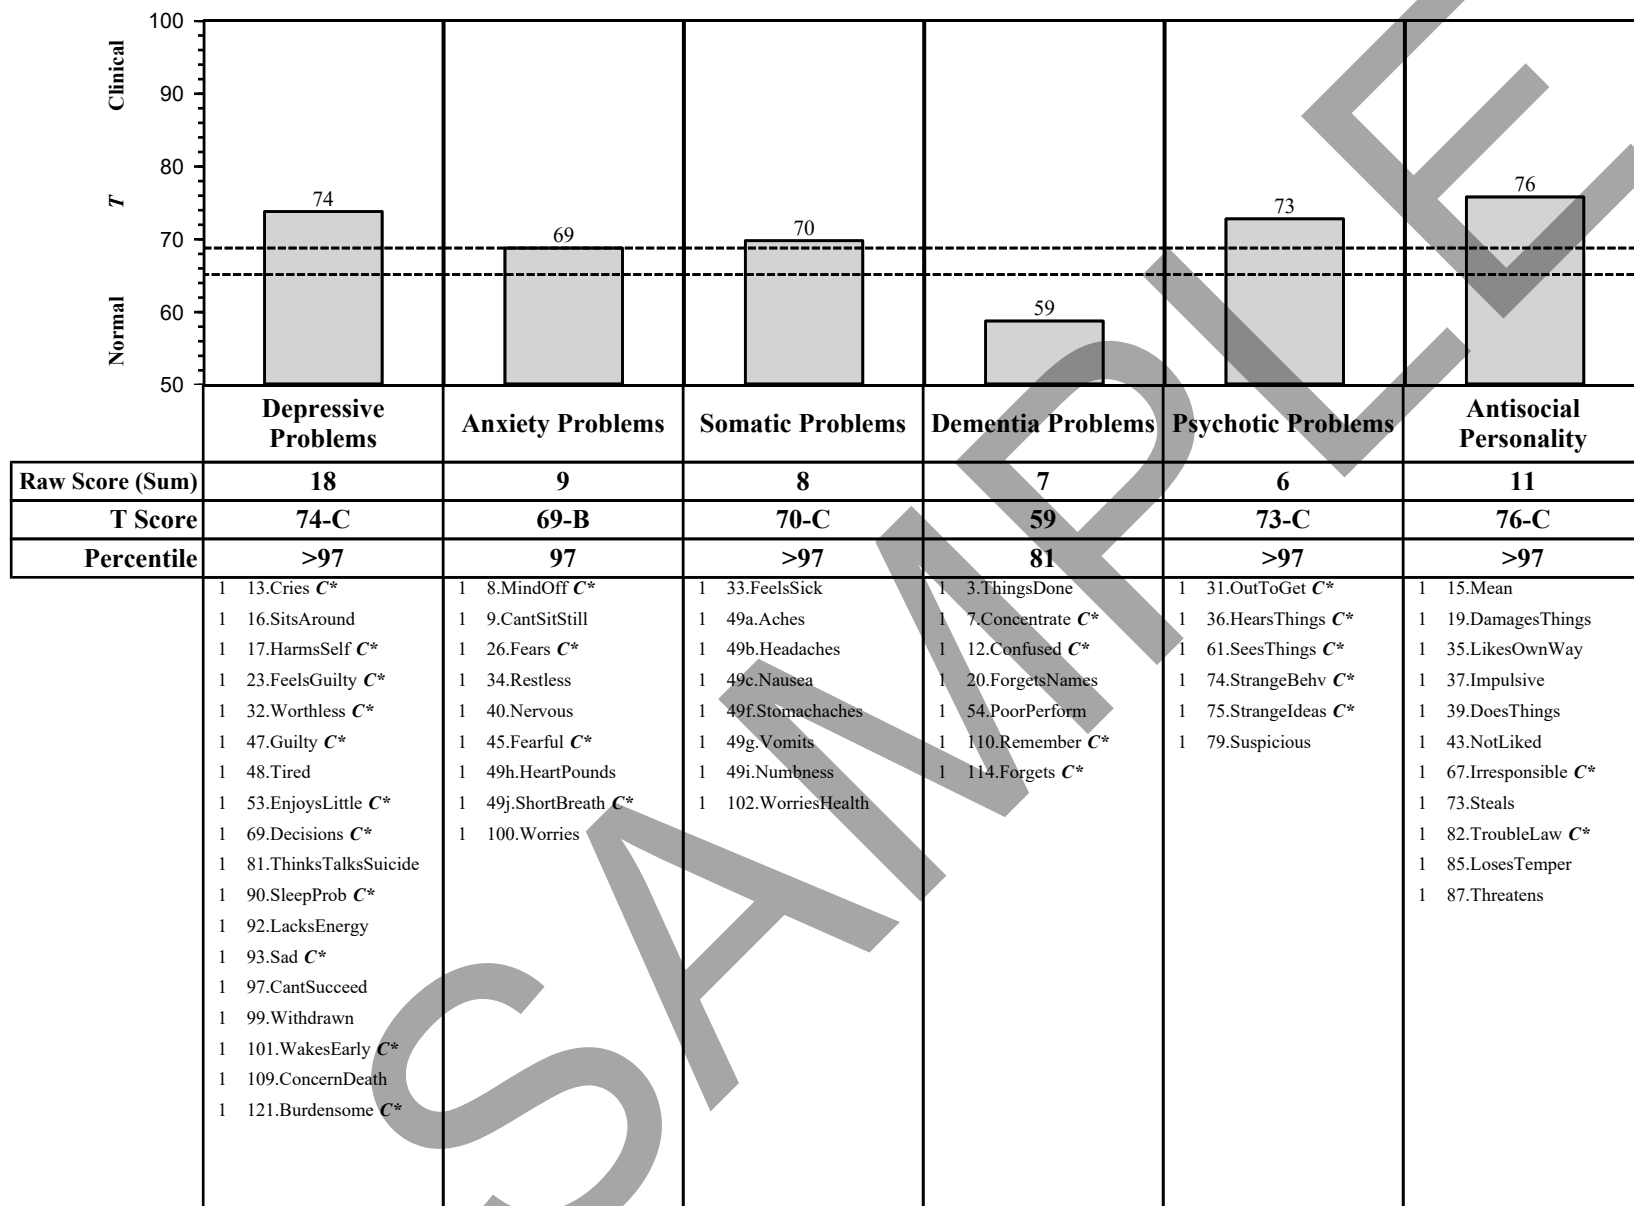 100
Clinical
90
80
T
70
Normal
60
50
74
69
70
59
73
76
Depressive Problems
Anxiety Problems
Somatic Problems
Dementia Problems
Psychotic Problems
Antisocial Personality
Raw Score (Sum) 18 9 8 7 6 11
T Score 74-C 69-B 70-C 59 73-C 76-C
Percentile >97 97 >97 81 >97 >97
1 13.Cries C*
1 16.SitsAround
1 17.HarmsSelf C*
1 23.FeelsGuilty C*
1 32.Worthless C*
1 47.Guilty C*
1 48.Tired
1 53.EnjoysLittle C*
1 69.Decisions C*
1 81.ThinksTalksSuicide
1 90.SleepProb C*
1 92.LacksEnergy
1 93.Sad C*
1 97.CantSucceed
1 99.Withdrawn
1 101.WakesEarly C*
1 109.ConcernDeath
1 121.Burdensome C*
1 8.MindOff C*
1 9.CantSitStill
1 26.Fears C*
1 34.Restless
1 40.Nervous
1 45.Fearful C*
1 49h.HeartPounds
1 49j.ShortBreath C*
1 100.Worries
1 33.FeelsSick
1 49a.Aches
1 49b.Headaches
1 49c.Nausea
1 49f.Stomachaches
1 49g.Vomits
1 49i.Numbness
1 102.WorriesHealth
1 3.ThingsDone
1 7.Concentrate C*
1 12.Confused C*
1 20.ForgetsNames
1 54.PoorPerform
1 110.Remember C*
1 114.Forgets C*
1 31.OutToGet C*
1 36.HearsThings C*
1 61.SeesThings C*
1 74.StrangeBehv C*
1 75.StrangeIdeas C*
1 79.Suspicious
1 15.Mean
1 19.DamagesThings
1 35.LikesOwnWay
1 37.Impulsive
1 39.DoesThings
1 43.NotLiked
1 67.Irresponsible C*
1 73.Steals
1 82.TroubleLaw C*
1 85.LosesTemper
1 87.Threatens
SAMPLE